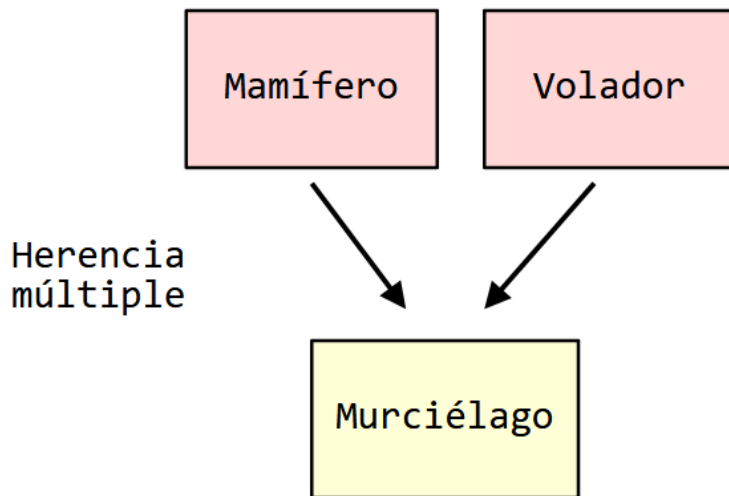 Mamífero
Volador
Herencia
múltiple
Murciélago